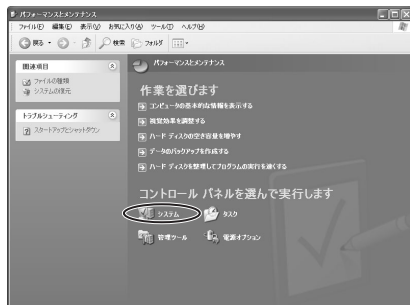 パフォーマンスとメンテナンス
ファイル(F) 編集(E) 表示(V) お気に入り(A) ツール(T) ヘルプ(H)
戻る 検索 フォルダ
関連項目
ファイルの種類
システムの復元
トラブルシューティング
スタートアップとシャットダウン
パフォーマンスとメンテナンス
作業を選びます
コンピュータの基本的な情報を表示する
視覚効果を調整する
ハード ディスクの空き容量を増やす
データのバックアップを作成する
ハード ディスクを整理してプログラムの実行を速くする
コントロール パネルを選んで実行します
システム タスク
管理ツール 電源オプション